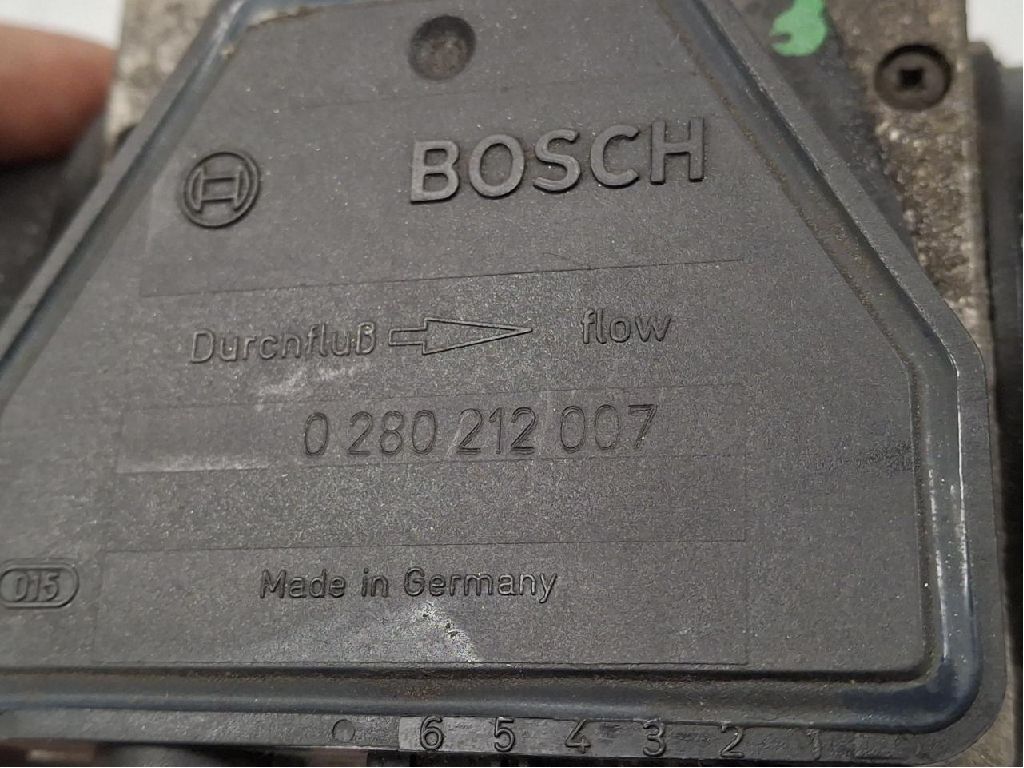 BOSCH
Durchfluß flow
0 280 212 007
015
Made in Germany
6 5 4 3 2 1